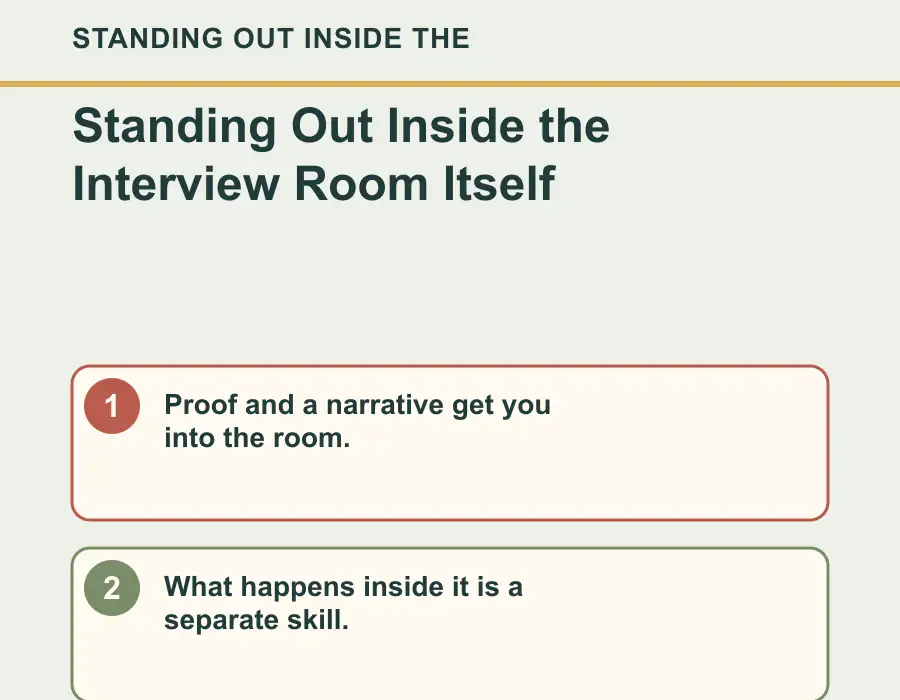 STANDING OUT INSIDE THE
Standing Out Inside the
Interview Room Itself
1
Proof and a narrative get you
into the room.
2
What happens inside it is a
separate skill.